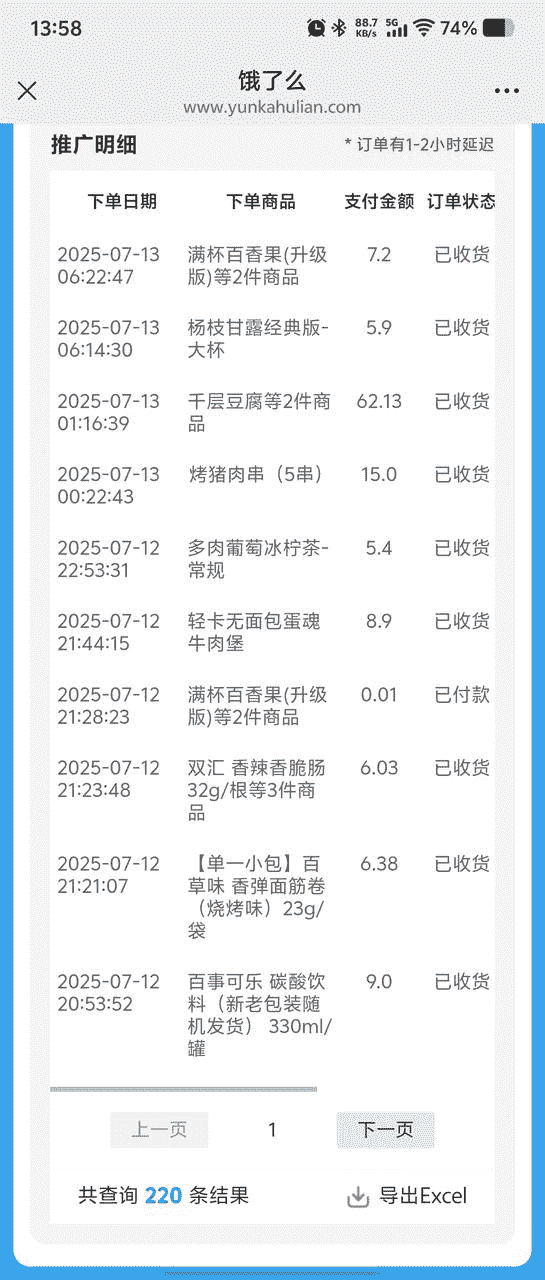 13:58
88.7
KB/s
5G
74%
饿了么
www.yunkahulian.com
推广明细
* 订单有1-2小时延迟
下单日期 下单商品 支付金额 订单状态
2025-07-13 满杯百香果(升级 7.2 已收货
06:22:47 版)等2件商品
2025-07-13 杨枝甘露经典版- 5.9 已收货
06:14:30 大杯
2025-07-13 千层豆腐等2件商 62.13 已收货
01:16:39 品
2025-07-13 烤猪肉串（5串） 15.0 已收货
00:22:43
2025-07-12 多肉葡萄冰柠茶- 5.4 已收货
22:53:31 常规
2025-07-12 轻卡无面包蛋魂 8.9 已收货
21:44:15 牛肉堡
2025-07-12 满杯百香果(升级 0.01 已付款
21:28:23 版)等2件商品
2025-07-12 双汇 香辣香脆肠 6.03 已收货
21:23:48 32g/根等3件商
品
2025-07-12 【单一小包】百 6.38 已收货
21:21:07 草味 香弹面筋卷
（烧烤味）23g/
袋
2025-07-12 百事可乐 碳酸饮 9.0 已收货
20:53:52 料（新老包装随
机发货） 330ml/
罐
上一页 1 下一页
共查询 220 条结果 导出Excel